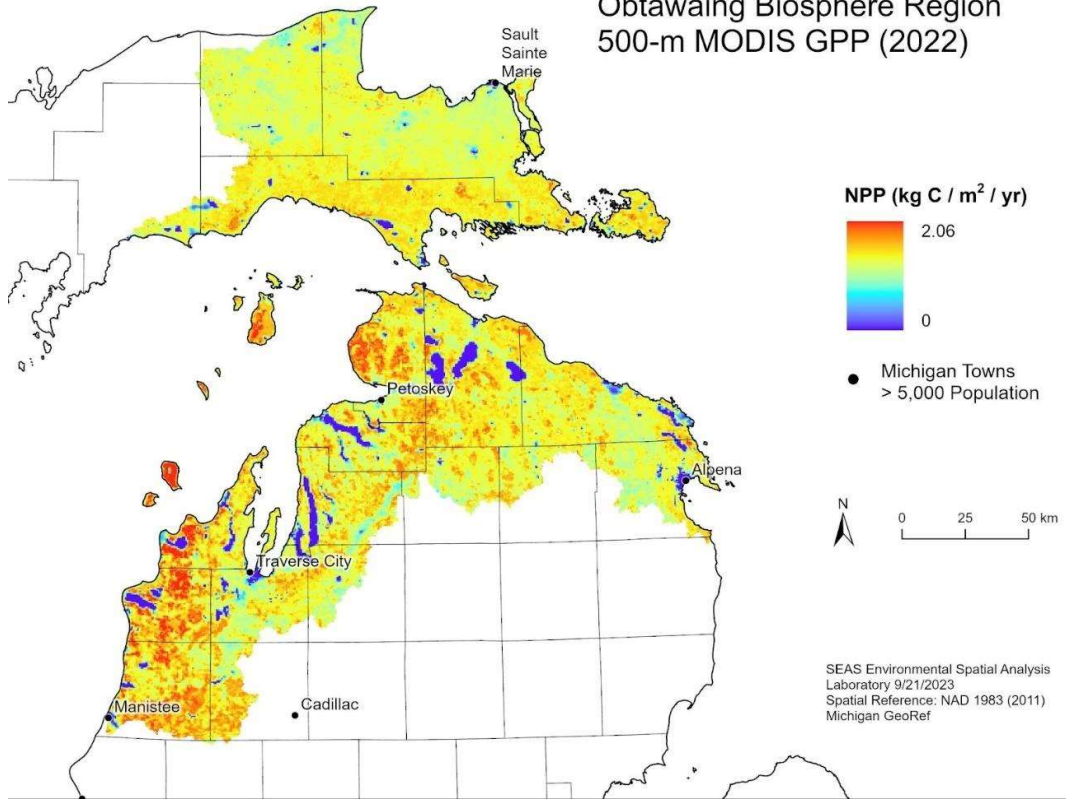 Obtawaing Biosphere Region
500-m MODIS GPP (2022)
Sault
Sainte
Marie
NPP (kg C / m² / yr)
2.06
0
Michigan Towns
> 5,000 Population
Petoskey
Alpena
N
0 25 50 km
Traverse City
Manistee
Cadillac
SEAS Environmental Spatial Analysis
Laboratory 9/21/2023
Spatial Reference: NAD 1983 (2011)
Michigan GeoRef